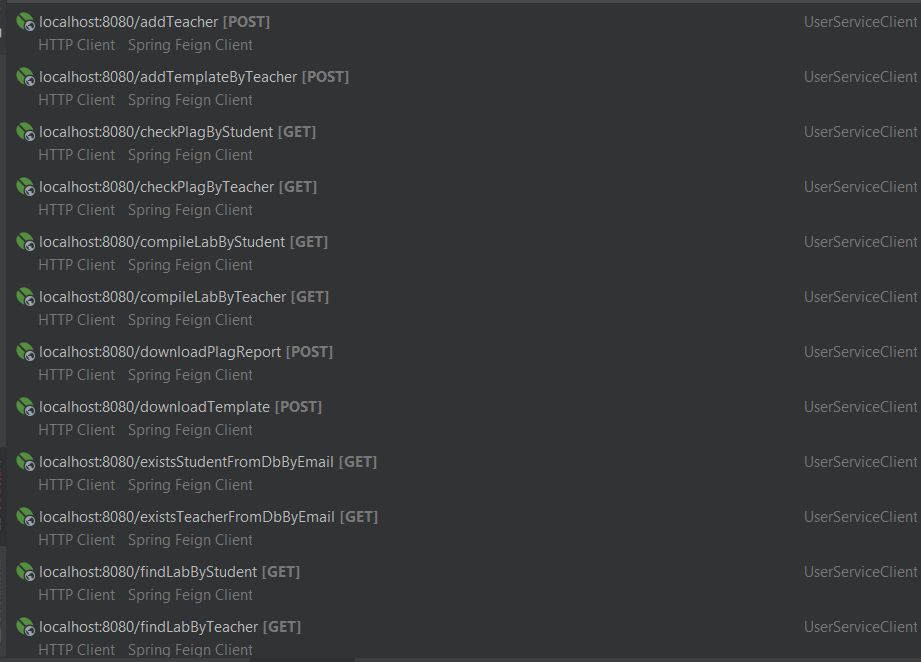 localhost:8080/addTeacher [POST] UserServiceClient
HTTP Client Spring Feign Client
localhost:8080/addTemplateByTeacher [POST] UserServiceClient
HTTP Client Spring Feign Client
localhost:8080/checkPlagByStudent [GET] UserServiceClient
HTTP Client Spring Feign Client
localhost:8080/checkPlagByTeacher [GET] UserServiceClient
HTTP Client Spring Feign Client
localhost:8080/compileLabByStudent [GET] UserServiceClient
HTTP Client Spring Feign Client
localhost:8080/compileLabByTeacher [GET] UserServiceClient
HTTP Client Spring Feign Client
localhost:8080/downloadPlagReport [POST] UserServiceClient
HTTP Client Spring Feign Client
localhost:8080/downloadTemplate [POST] UserServiceClient
HTTP Client Spring Feign Client
localhost:8080/existsStudentFromDbByEmail [GET] UserServiceClient
HTTP Client Spring Feign Client
localhost:8080/existsTeacherFromDbByEmail [GET] UserServiceClient
HTTP Client Spring Feign Client
localhost:8080/findLabByStudent [GET] UserServiceClient
HTTP Client Spring Feign Client
localhost:8080/findLabByTeacher [GET] UserServiceClient
HTTP Client Spring Feign Client